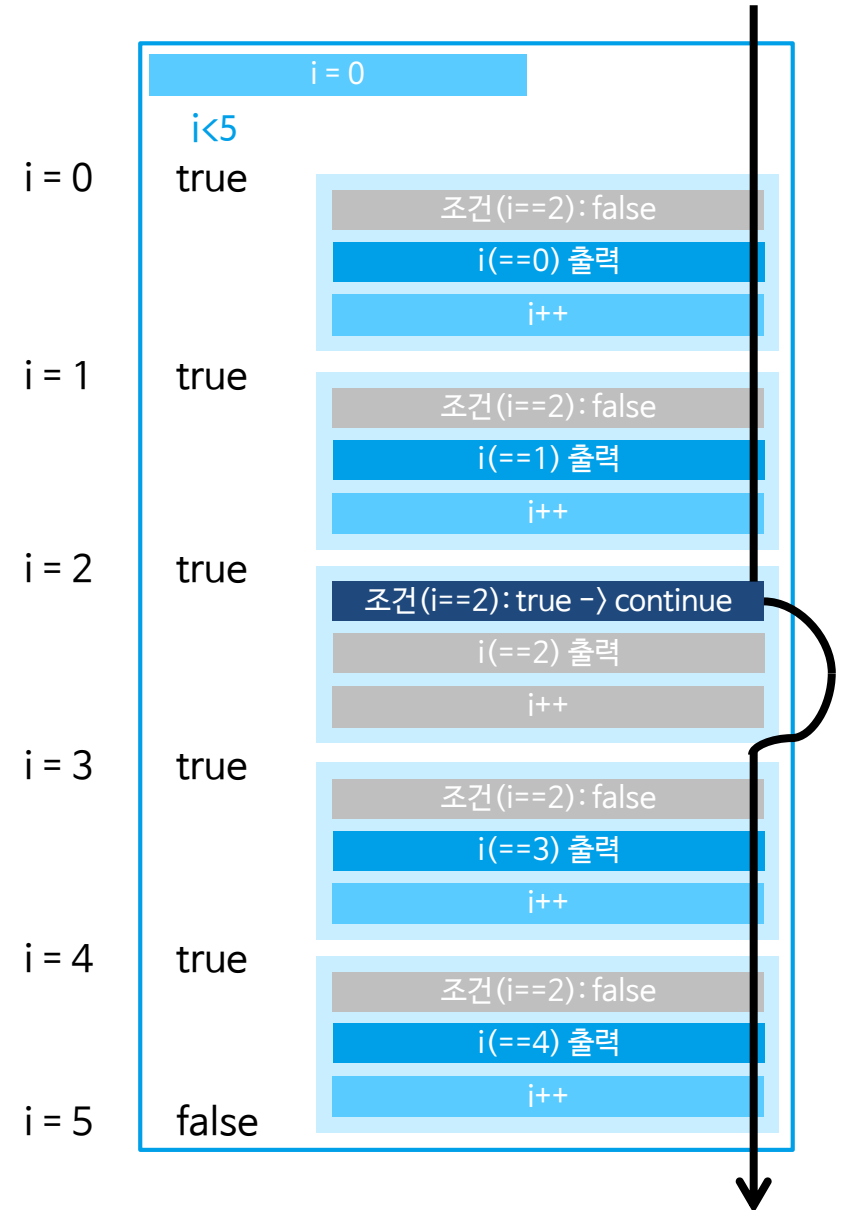 i = 0
i<5
i = 0 true
조건(i==2) : false
i(==0) 출력
i++
i = 1 true
조건(i==2) : false
i(==1) 출력
i++
i = 2 true
조건(i==2) : true -> continue
i(==2) 출력
i++
i = 3 true
조건(i==2) : false
i(==3) 출력
i++
i = 4 true
조건(i==2) : false
i(==4) 출력
i++
i = 5 false